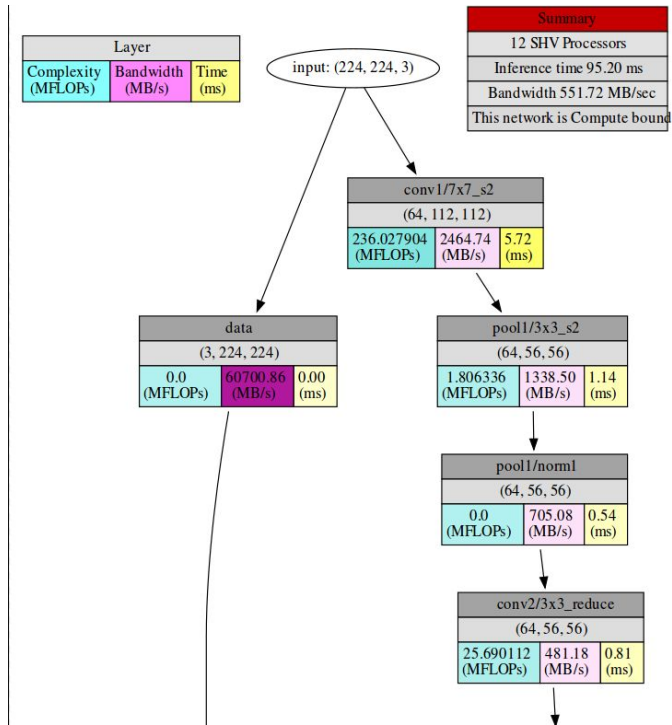 Layer
Complexity (MFLOPs)
Bandwidth (MB/s)
Time (ms)
input: (224, 224, 3)
Summary
12 SHV Processors
Inference time 95.20 ms
Bandwidth 551.72 MB/sec
This network is Compute bound
conv1/7x7_s2
(64, 112, 112)
236.027904 (MFLOPs)
2464.74 (MB/s)
5.72 (ms)
data
(3, 224, 224)
0.0 (MFLOPs)
60700.86 (MB/s)
0.00 (ms)
pool1/3x3_s2
(64, 56, 56)
1.806336 (MFLOPs)
1338.50 (MB/s)
1.14 (ms)
pool1/norm1
(64, 56, 56)
0.0 (MFLOPs)
705.08 (MB/s)
0.54 (ms)
conv2/3x3_reduce
(64, 56, 56)
25.690112 (MFLOPs)
481.18 (MB/s)
0.81 (ms)